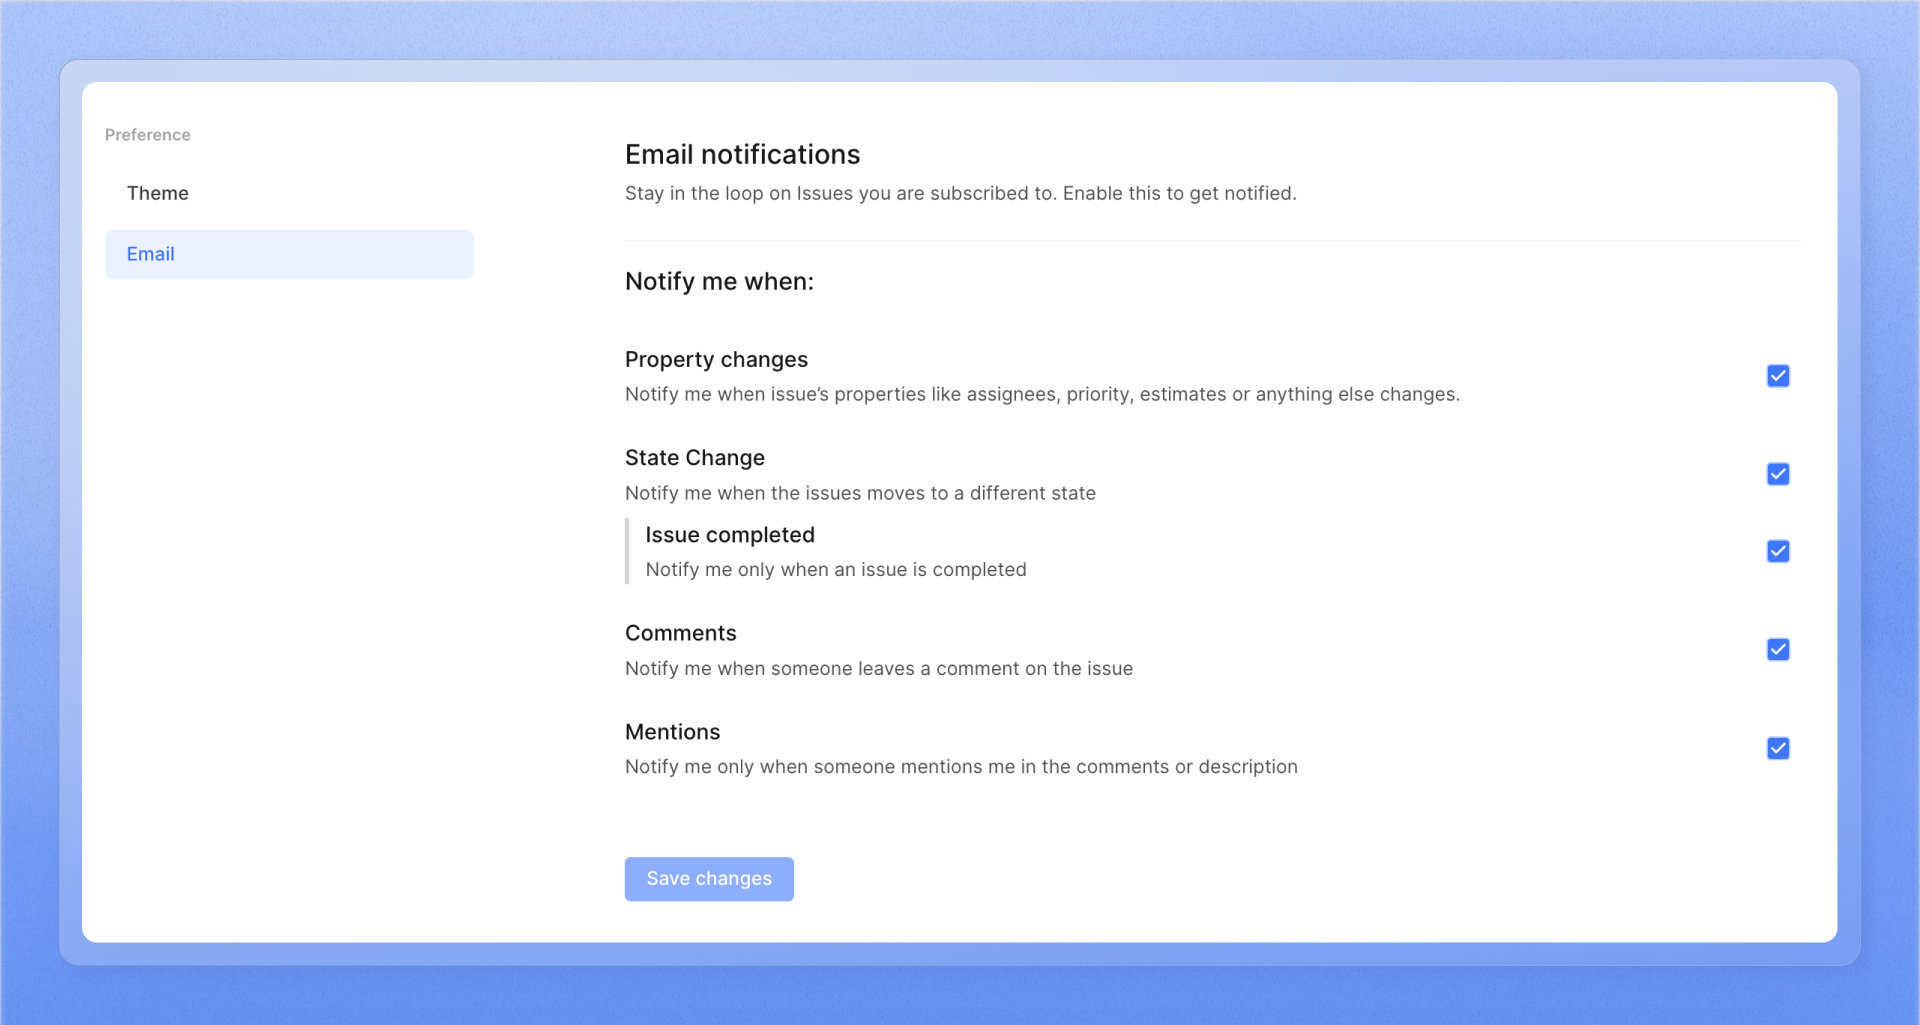 Preference
Theme
Email
Email notifications
Stay in the loop on Issues you are subscribed to. Enable this to get notified.
Notify me when:
Property changes
Notify me when issue’s properties like assignees, priority, estimates or anything else changes.
State Change
Notify me when the issues moves to a different state
Issue completed
Notify me only when an issue is completed
Comments
Notify me when someone leaves a comment on the issue
Mentions
Notify me only when someone mentions me in the comments or description
Save changes